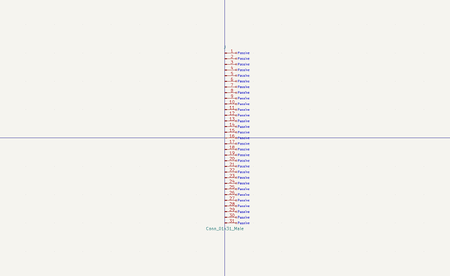 1 Passive
2 Passive
3 Passive
4 Passive
5 Passive
6 Passive
7 Passive
8 Passive
9 Passive
10 Passive
11 Passive
12 Passive
13 Passive
14 Passive
15 Passive
16 Passive
17 Passive
18 Passive
19 Passive
20 Passive
21 Passive
22 Passive
23 Passive
24 Passive
25 Passive
26 Passive
27 Passive
28 Passive
29 Passive
30 Passive
31 Passive
Conn_01x31_Male